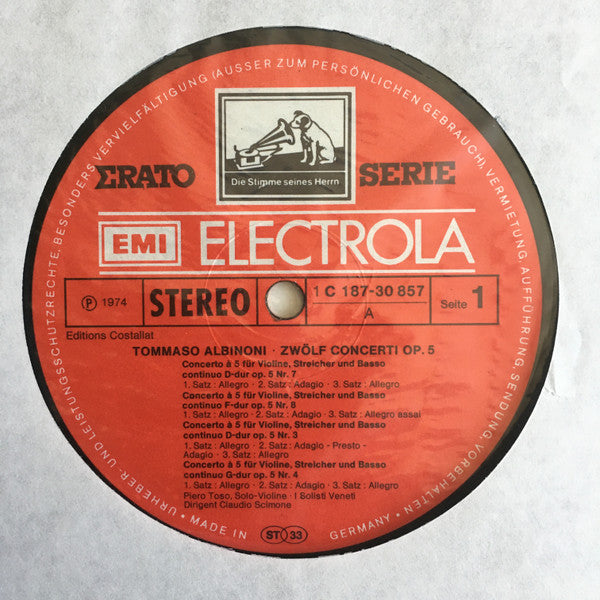 URHEBER- UND LEISTUNGSSCHUTZRECHTE, BESONDERS VERVIELFÄLTIGUNG (AUSSER ZUM PERSÖNLICHEN GEBRAUCH), VERMIETUNG, AUFFÜHRUNG, SENDUNG, VORBEHALTEN
Die Stimme seines Herrn
ΣRATO SERIE
EMI ELECTROLA
Ⓟ 1974
STEREO
1 C 187-30 857
A
Seite 1
Editions Costallat
TOMMASO ALBINONI · ZWÖLF CONCERTI OP. 5
Concerto à 5 für Violine, Streicher und Basso
continuo D-dur op. 5 Nr. 7
1. Satz: Allegro · 2. Satz: Adagio · 3. Satz: Allegro
Concerto à 5 für Violine, Streicher und Basso
continuo F-dur op. 5 Nr. 8
1. Satz: Allegro · 2. Satz: Adagio · 3. Satz: Allegro assai
Concerto à 5 für Violine, Streicher und Basso
continuo D-dur op. 5 Nr. 3
1. Satz: Allegro · 2. Satz: Adagio - Presto -
Adagio · 3. Satz: Allegro
Concerto à 5 für Violine, Streicher und Basso
continuo G-dur op. 5 Nr. 4
1. Satz: Allegro · 2. Satz: Adagio · 3. Satz: Allegro
Piero Toso, Solo-Violine · I Solisti Veneti
Dirigent Claudio Scimone
• MADE IN GERMANY •
ST 33